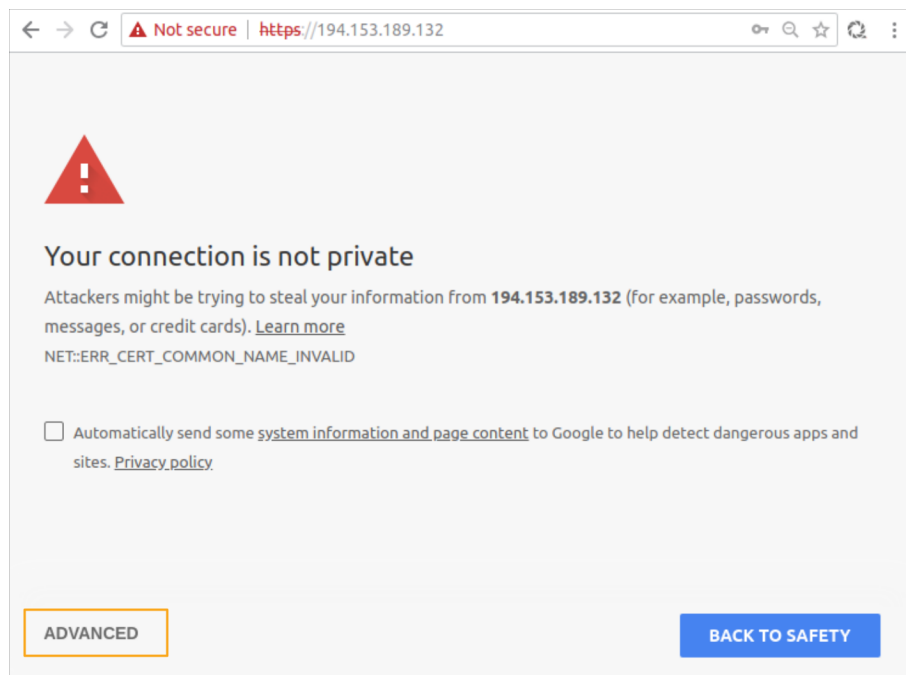 Not secure | https://194.153.189.132
Your connection is not private
Attackers might be trying to steal your information from 194.153.189.132 (for example, passwords,
messages, or credit cards). Learn more
NET::ERR_CERT_COMMON_NAME_INVALID
Automatically send some system information and page content to Google to help detect dangerous apps and
sites. Privacy policy
ADVANCED
BACK TO SAFETY